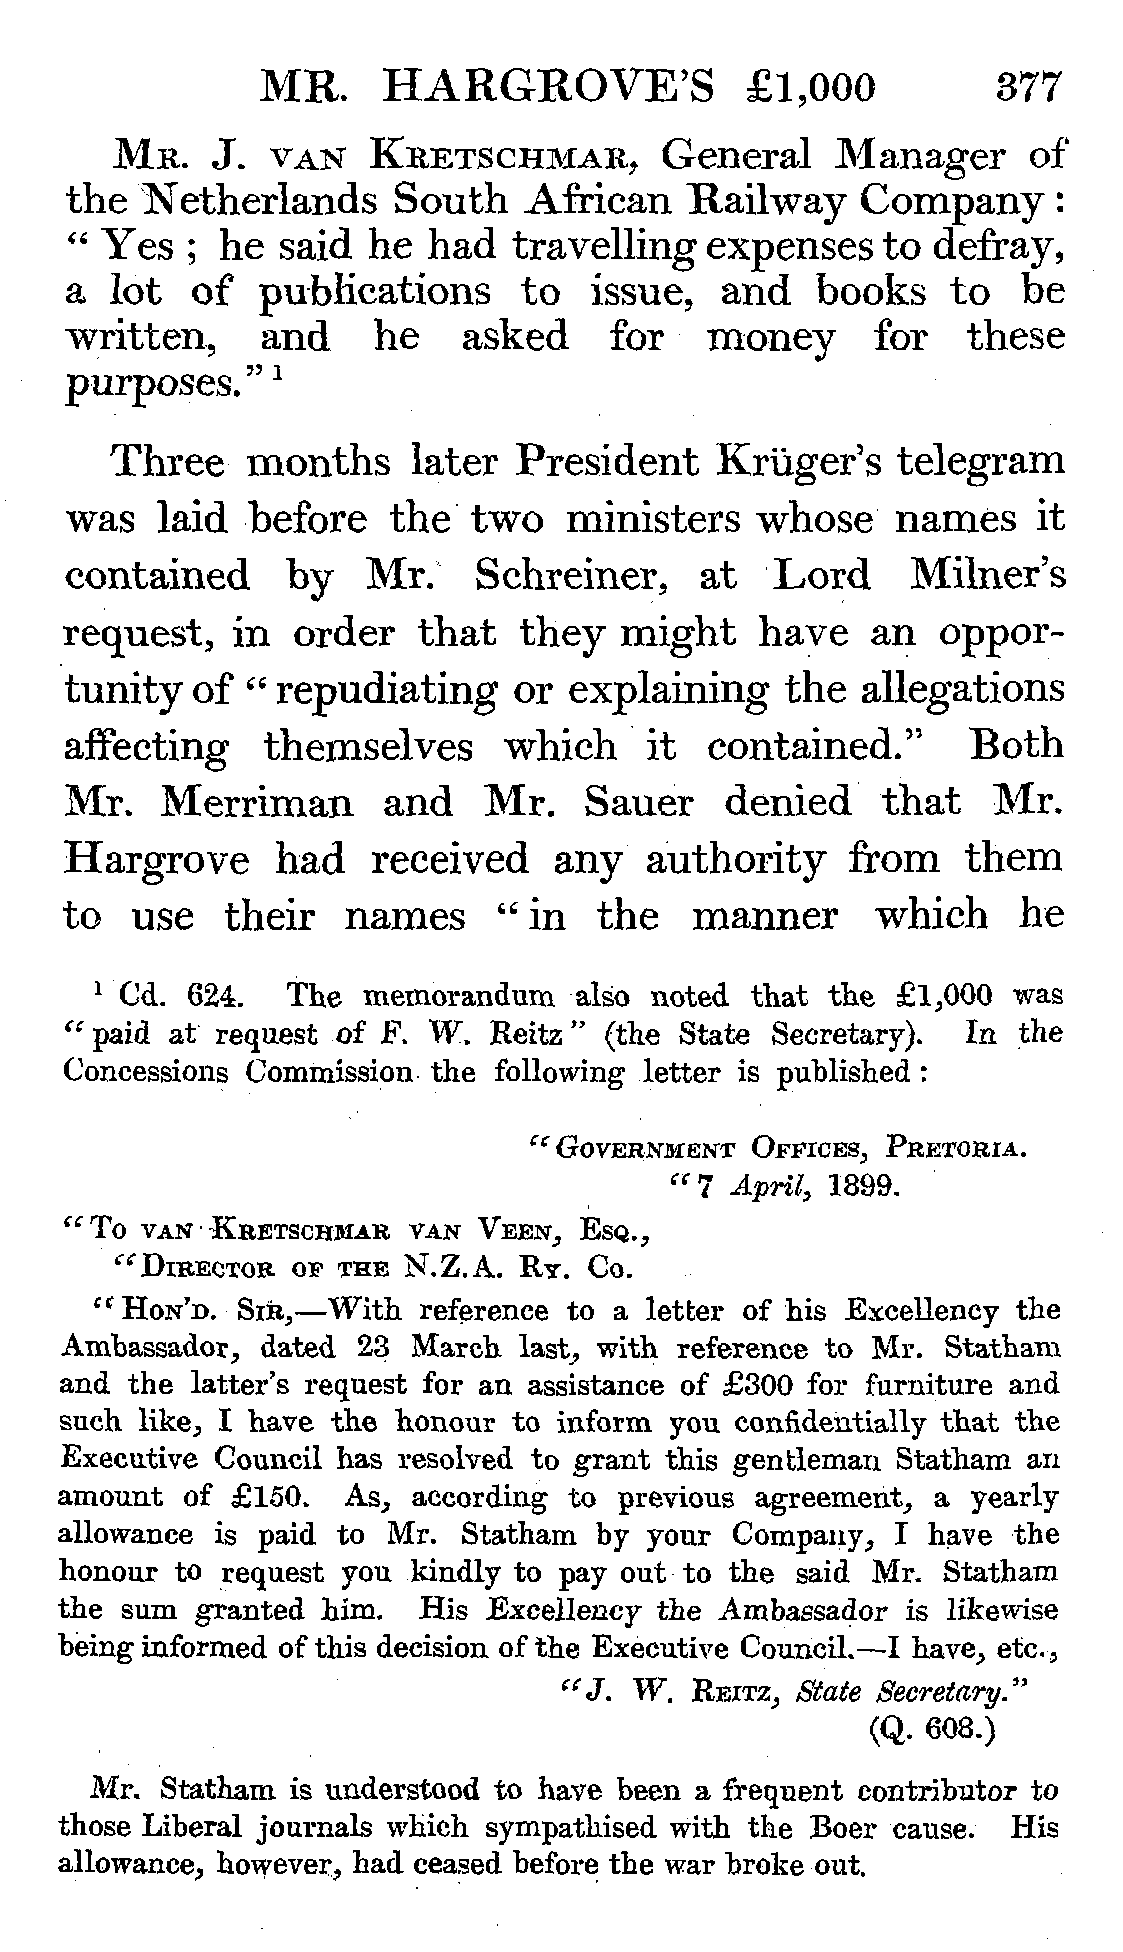 MR. HARGROVE'S £1,000 377
MR. J. VAN KRETSCHMAR, General Manager of
the Netherlands South African Railway Company :
" Yes ; he said he had travelling expenses to defray,
a lot of publications to issue, and books to be
written, and he asked for money for these
purposes." 1
Three months later President Krüger's telegram
was laid before the two ministers whose names it
contained by Mr. Schreiner, at Lord Milner's
request, in order that they might have an oppor-
tunity of " repudiating or explaining the allegations
affecting themselves which it contained." Both
Mr. Merriman and Mr. Sauer denied that Mr.
Hargrove had received any authority from them
to use their names " in the manner which he
1 Cd. 624. The memorandum also noted that the £1,000 was
" paid at request of F. W. Reitz " (the State Secretary). In the
Concessions Commission the following letter is published :
" GOVERNMENT OFFICES, PRETORIA.
" 7 April, 1899.
" TO VAN KRETSCHMAR VAN VEEN, ESQ.,
" DIRECTOR OF THE N.Z.A. RY. CO.
" HON'D. SIR,—With reference to a letter of his Excellency the
Ambassador, dated 23 March last, with reference to Mr. Statham
and the latter's request for an assistance of £300 for furniture and
such like, I have the honour to inform you confidentially that the
Executive Council has resolved to grant this gentleman Statham an
amount of £150. As, according to previous agreement, a yearly
allowance is paid to Mr. Statham by your Company, I have the
honour to request you kindly to pay out to the said Mr. Statham
the sum granted him. His Excellency the Ambassador is likewise
being informed of this decision of the Executive Council.—I have, etc.,
" J. W. REITZ, State Secretary."
(Q. 608.)
Mr. Statham is understood to have been a frequent contributor to
those Liberal journals which sympathised with the Boer cause. His
allowance, however, had ceased before the war broke out.